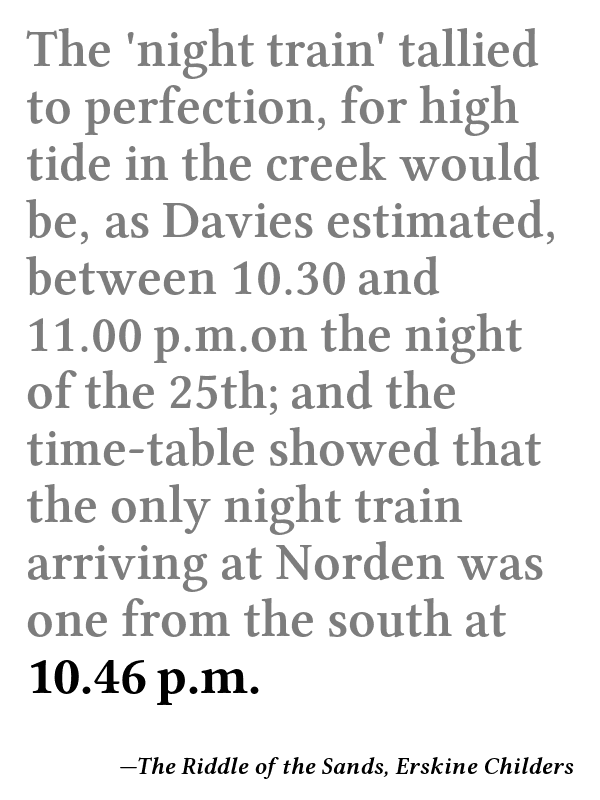 The 'night train' tallied
to perfection, for high
tide in the creek would
be, as Davies estimated,
between 10.30 and
11.00 p.m.on the night
of the 25th; and the
time-table showed that
the only night train
arriving at Norden was
one from the south at
10.46 p.m.
—The Riddle of the Sands, Erskine Childers